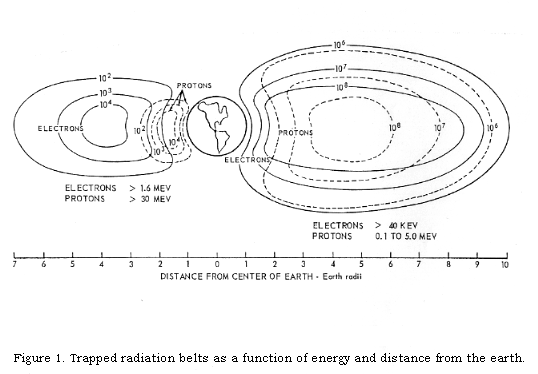 PROTONS
10²
10³
10⁴
ELECTRONS
10²
10³
10⁴
10⁶
10⁷
10⁸
PROTONS
ELECTRONS
10⁸
10⁷
10⁶
ELECTRONS > 1.6 MEV
PROTONS > 30 MEV
ELECTRONS > 40 KEV
PROTONS 0.1 TO 5.0 MEV
7 6 5 4 3 2 1 0 1 2 3 4 5 6 7 8 9 10
DISTANCE FROM CENTER OF EARTH - Earth radii
Figure 1. Trapped radiation belts as a function of energy and distance from the earth.